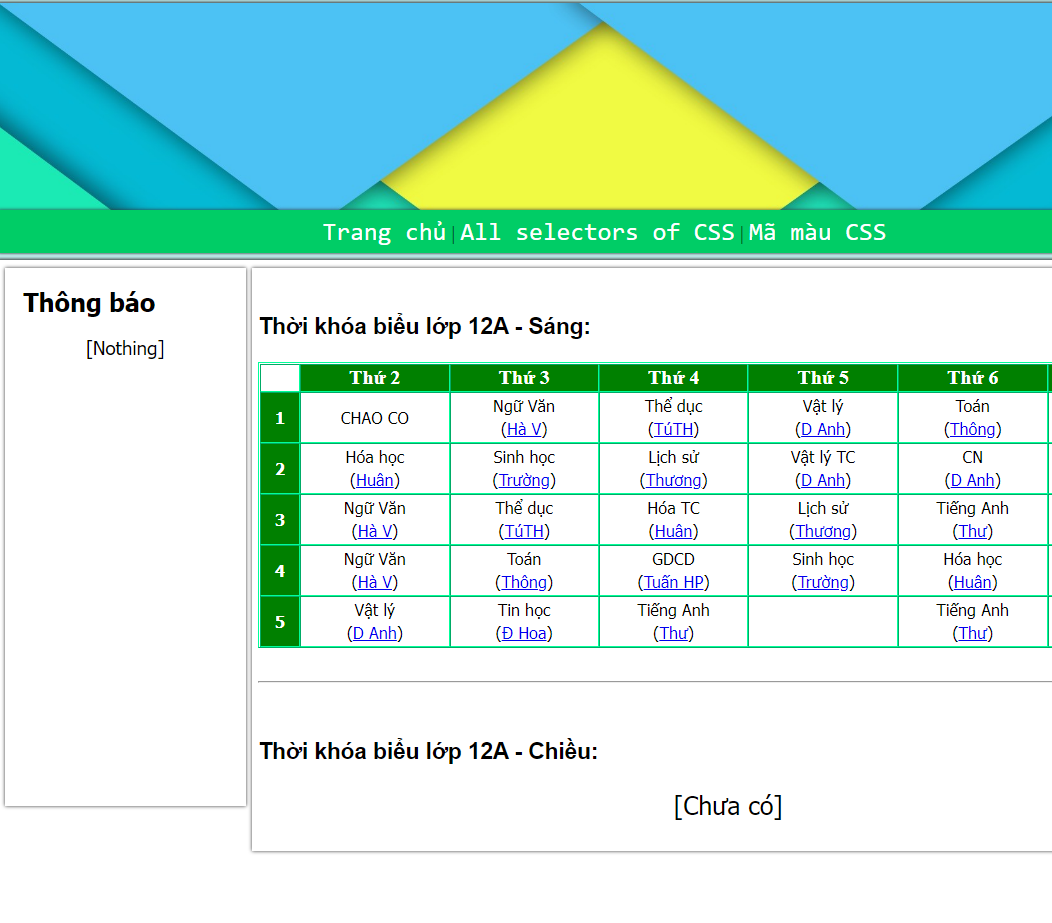 Trang chủ|All selectors of CSS|Mã màu CSS
Thông báo
[Nothing]
Thời khóa biểu lớp 12A - Sáng:
Thứ 2 Thứ 3 Thứ 4 Thứ 5 Thứ 6
1 CHAO CO Ngữ Văn (Hà V) Thể dục (TúTH) Vật lý (D Anh) Toán (Thông)
2 Hóa học (Huân) Sinh học (Trường) Lịch sử (Thương) Vật lý TC (D Anh) CN (D Anh)
3 Ngữ Văn (Hà V) Thể dục (TúTH) Hóa TC (Huân) Lịch sử (Thương) Tiếng Anh (Thư)
4 Ngữ Văn (Hà V) Toán (Thông) GDCD (Tuấn HP) Sinh học (Trường) Hóa học (Huân)
5 Vật lý (D Anh) Tin học (Đ Hoa) Tiếng Anh (Thư) Tiếng Anh (Thư)
Thời khóa biểu lớp 12A - Chiều:
[Chưa có]